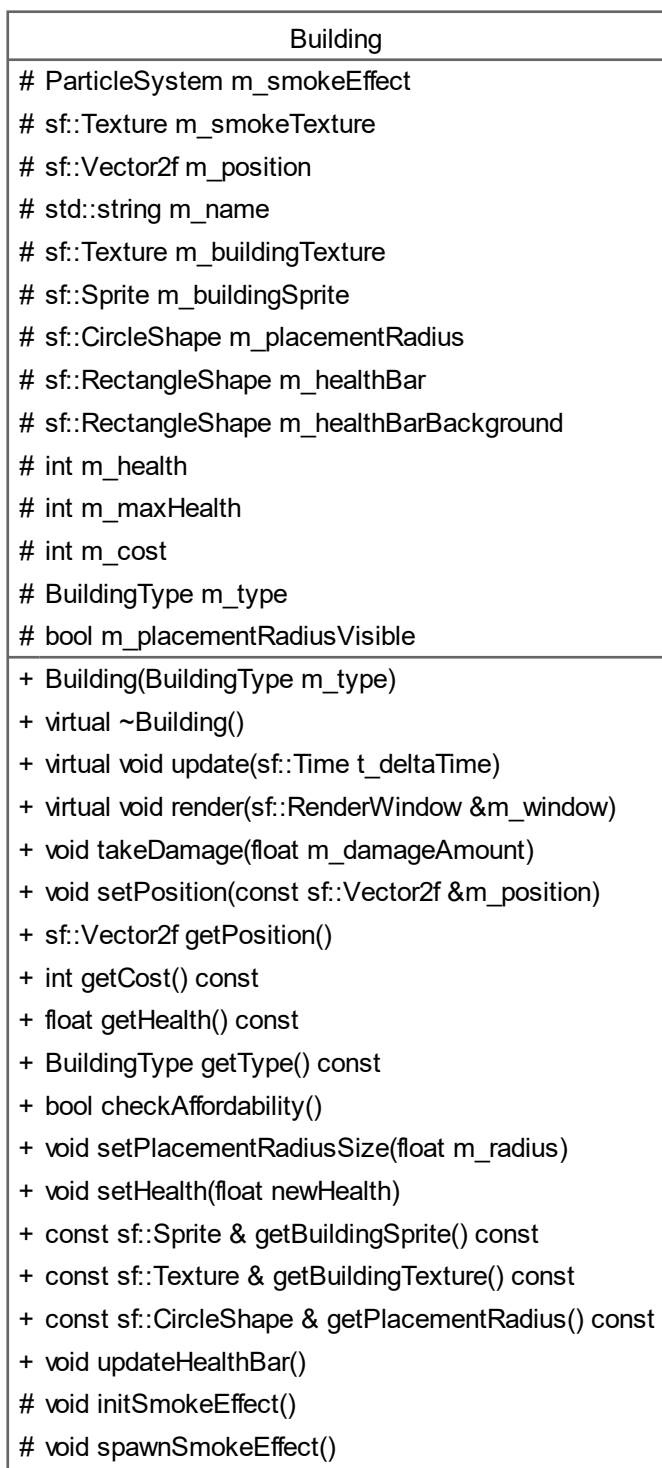 Building
# ParticleSystem m_smokeEffect
# sf::Texture m_smokeTexture
# sf::Vector2f m_position
# std::string m_name
# sf::Texture m_buildingTexture
# sf::Sprite m_buildingSprite
# sf::CircleShape m_placementRadius
# sf::RectangleShape m_healthBar
# sf::RectangleShape m_healthBarBackground
# int m_health
# int m_maxHealth
# int m_cost
# BuildingType m_type
# bool m_placementRadiusVisible
+ Building(BuildingType m_type)
+ virtual ~Building()
+ virtual void update(sf::Time t_deltaTime)
+ virtual void render(sf::RenderWindow &m_window)
+ void takeDamage(float m_damageAmount)
+ void setPosition(const sf::Vector2f &m_position)
+ sf::Vector2f getPosition()
+ int getCost() const
+ float getHealth() const
+ BuildingType getType() const
+ bool checkAffordability()
+ void setPlacementRadiusSize(float m_radius)
+ void setHealth(float newHealth)
+ const sf::Sprite & getBuildingSprite() const
+ const sf::Texture & getBuildingTexture() const
+ const sf::CircleShape & getPlacementRadius() const
+ void updateHealthBar()
# void initSmokeEffect()
# void spawnSmokeEffect()